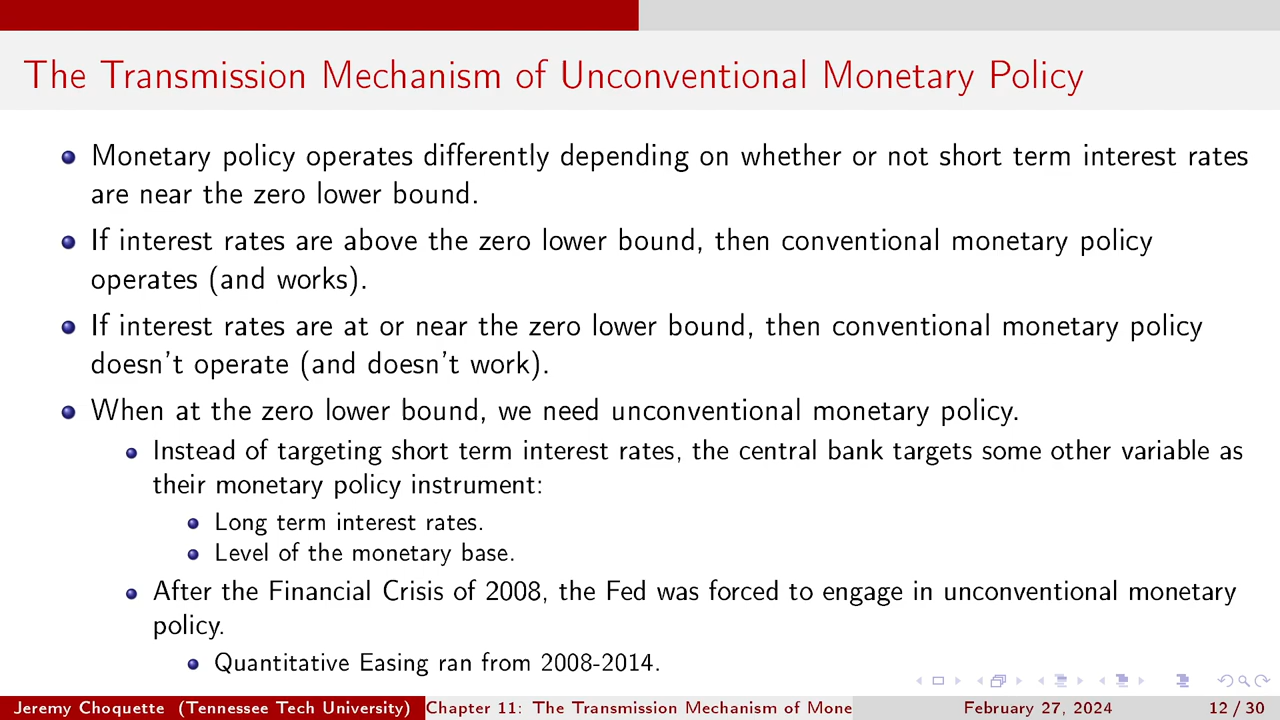 The Transmission Mechanism of Unconventional Monetary Policy
Monetary policy operates differently depending on whether or not short term interest rates
are near the zero lower bound.
If interest rates are above the zero lower bound, then conventional monetary policy
operates (and works).
If interest rates are at or near the zero lower bound, then conventional monetary policy
doesn't operate (and doesn't work).
When at the zero lower bound, we need unconventional monetary policy.
Instead of targeting short term interest rates, the central bank targets some other variable as
their monetary policy instrument:
Long term interest rates.
Level of the monetary base.
After the Financial Crisis of 2008, the Fed was forced to engage in unconventional monetary
policy.
Quantitative Easing ran from 2008-2014.
Jeremy Choquette (Tennessee Tech University) Chapter 11: The Transmission Mechanism of Mone February 27, 2024 12 / 30